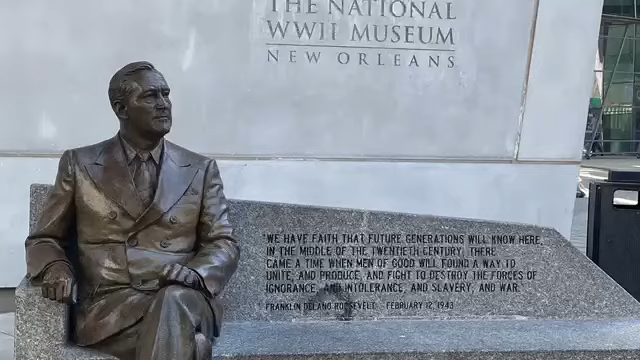 THE NATIONAL
WWII MUSEUM
NEW ORLEANS
"WE HAVE FAITH THAT FUTURE GENERATIONS WILL KNOW HERE,
IN THE MIDDLE OF THE TWENTIETH CENTURY, THERE
CAME A TIME WHEN MEN OF GOOD WILL FOUND A WAY TO
UNITE, AND PRODUCE, AND FIGHT TO DESTROY THE FORCES OF
IGNORANCE, AND INTOLERANCE, AND SLAVERY, AND WAR."
FRANKLIN DELANO ROOSEVELT FEBRUARY 12, 1943